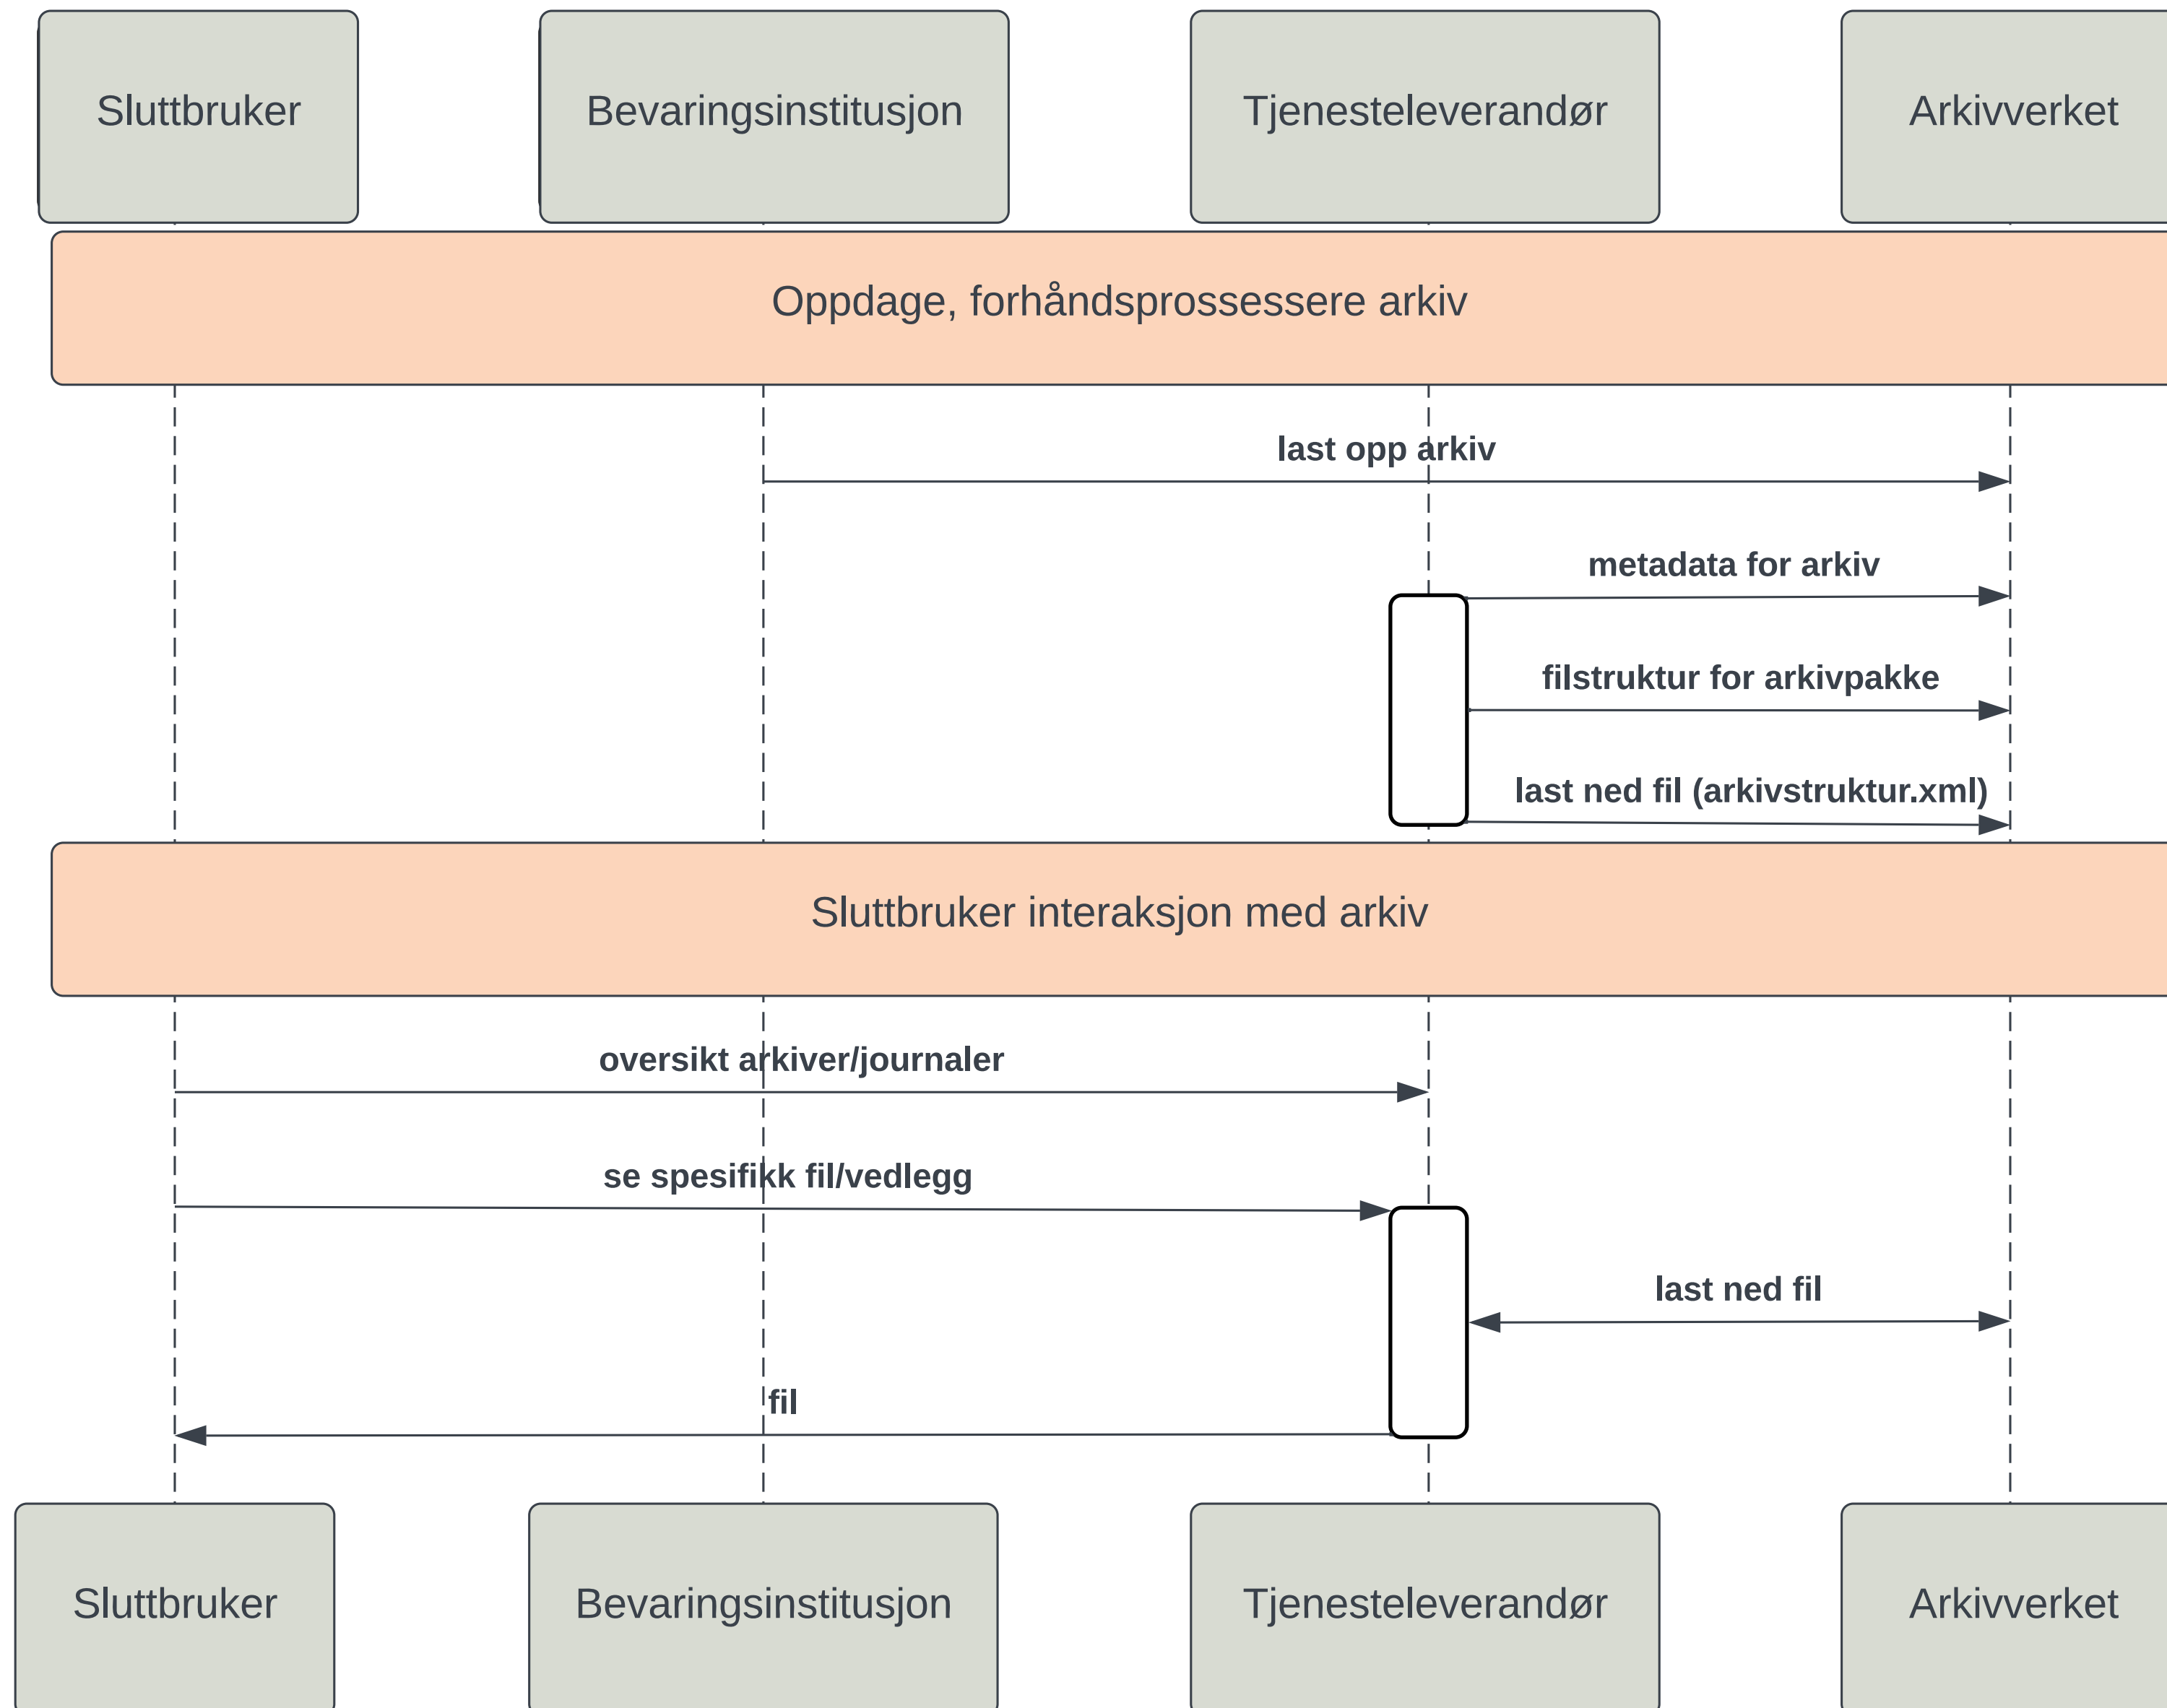 Sluttbruker
Bevaringsinstitusjon
Tjenesteleverandør
Arkivverket
Oppdage, forhåndsprossessere arkiv
last opp arkiv
metadata for arkiv
filstruktur for arkivpakke
last ned fil (arkivstruktur.xml)
Sluttbruker interaksjon med arkiv
oversikt arkiver/journaler
se spesifikk fil/vedlegg
last ned fil
fil
Sluttbruker
Bevaringsinstitusjon
Tjenesteleverandør
Arkivverket